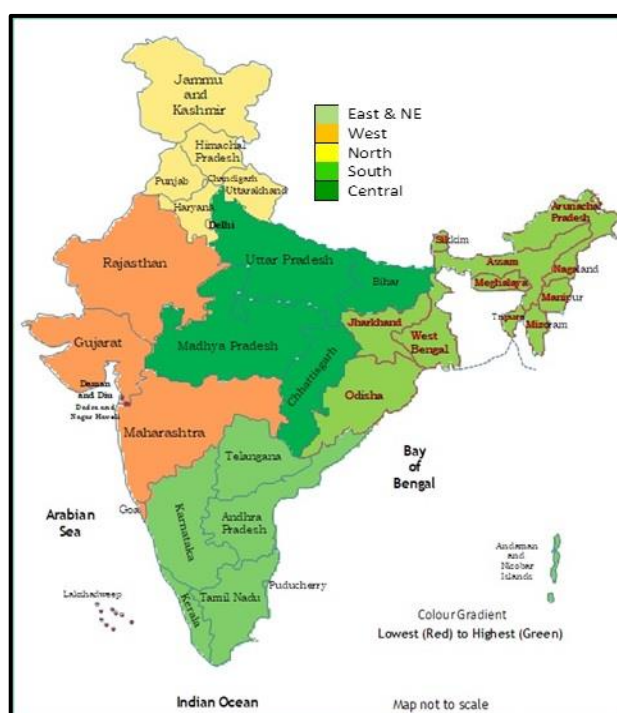 Jammu
and
Kashmir
East & NE
West
North
South
Central
Himachal
Pradesh
Punjab
Chandigarh
Uttarakhand
Haryana
Delhi
Arunachal
Pradesh
Sikkim
Rajasthan
Uttar Pradesh
Assam
Nagaland
Bihar
Meghalaya
Manipur
Tripura
Mizoram
Jharkhand
Gujarat
Madhya Pradesh
West
Bengal
Chhattisgarh
Daman
and Diu
Dadra and
Nagar Haveli
Odisha
Maharashtra
Telangana
Bay
of
Bengal
Arabian
Sea
Goa
Karnataka
Andhra
Pradesh
Andaman
and
Nicobar
Islands
Lakshadweep
Kerala
Tamil Nadu
Puducherry
Colour Gradient
Lowest (Red) to Highest (Green)
Indian Ocean
Map not to scale